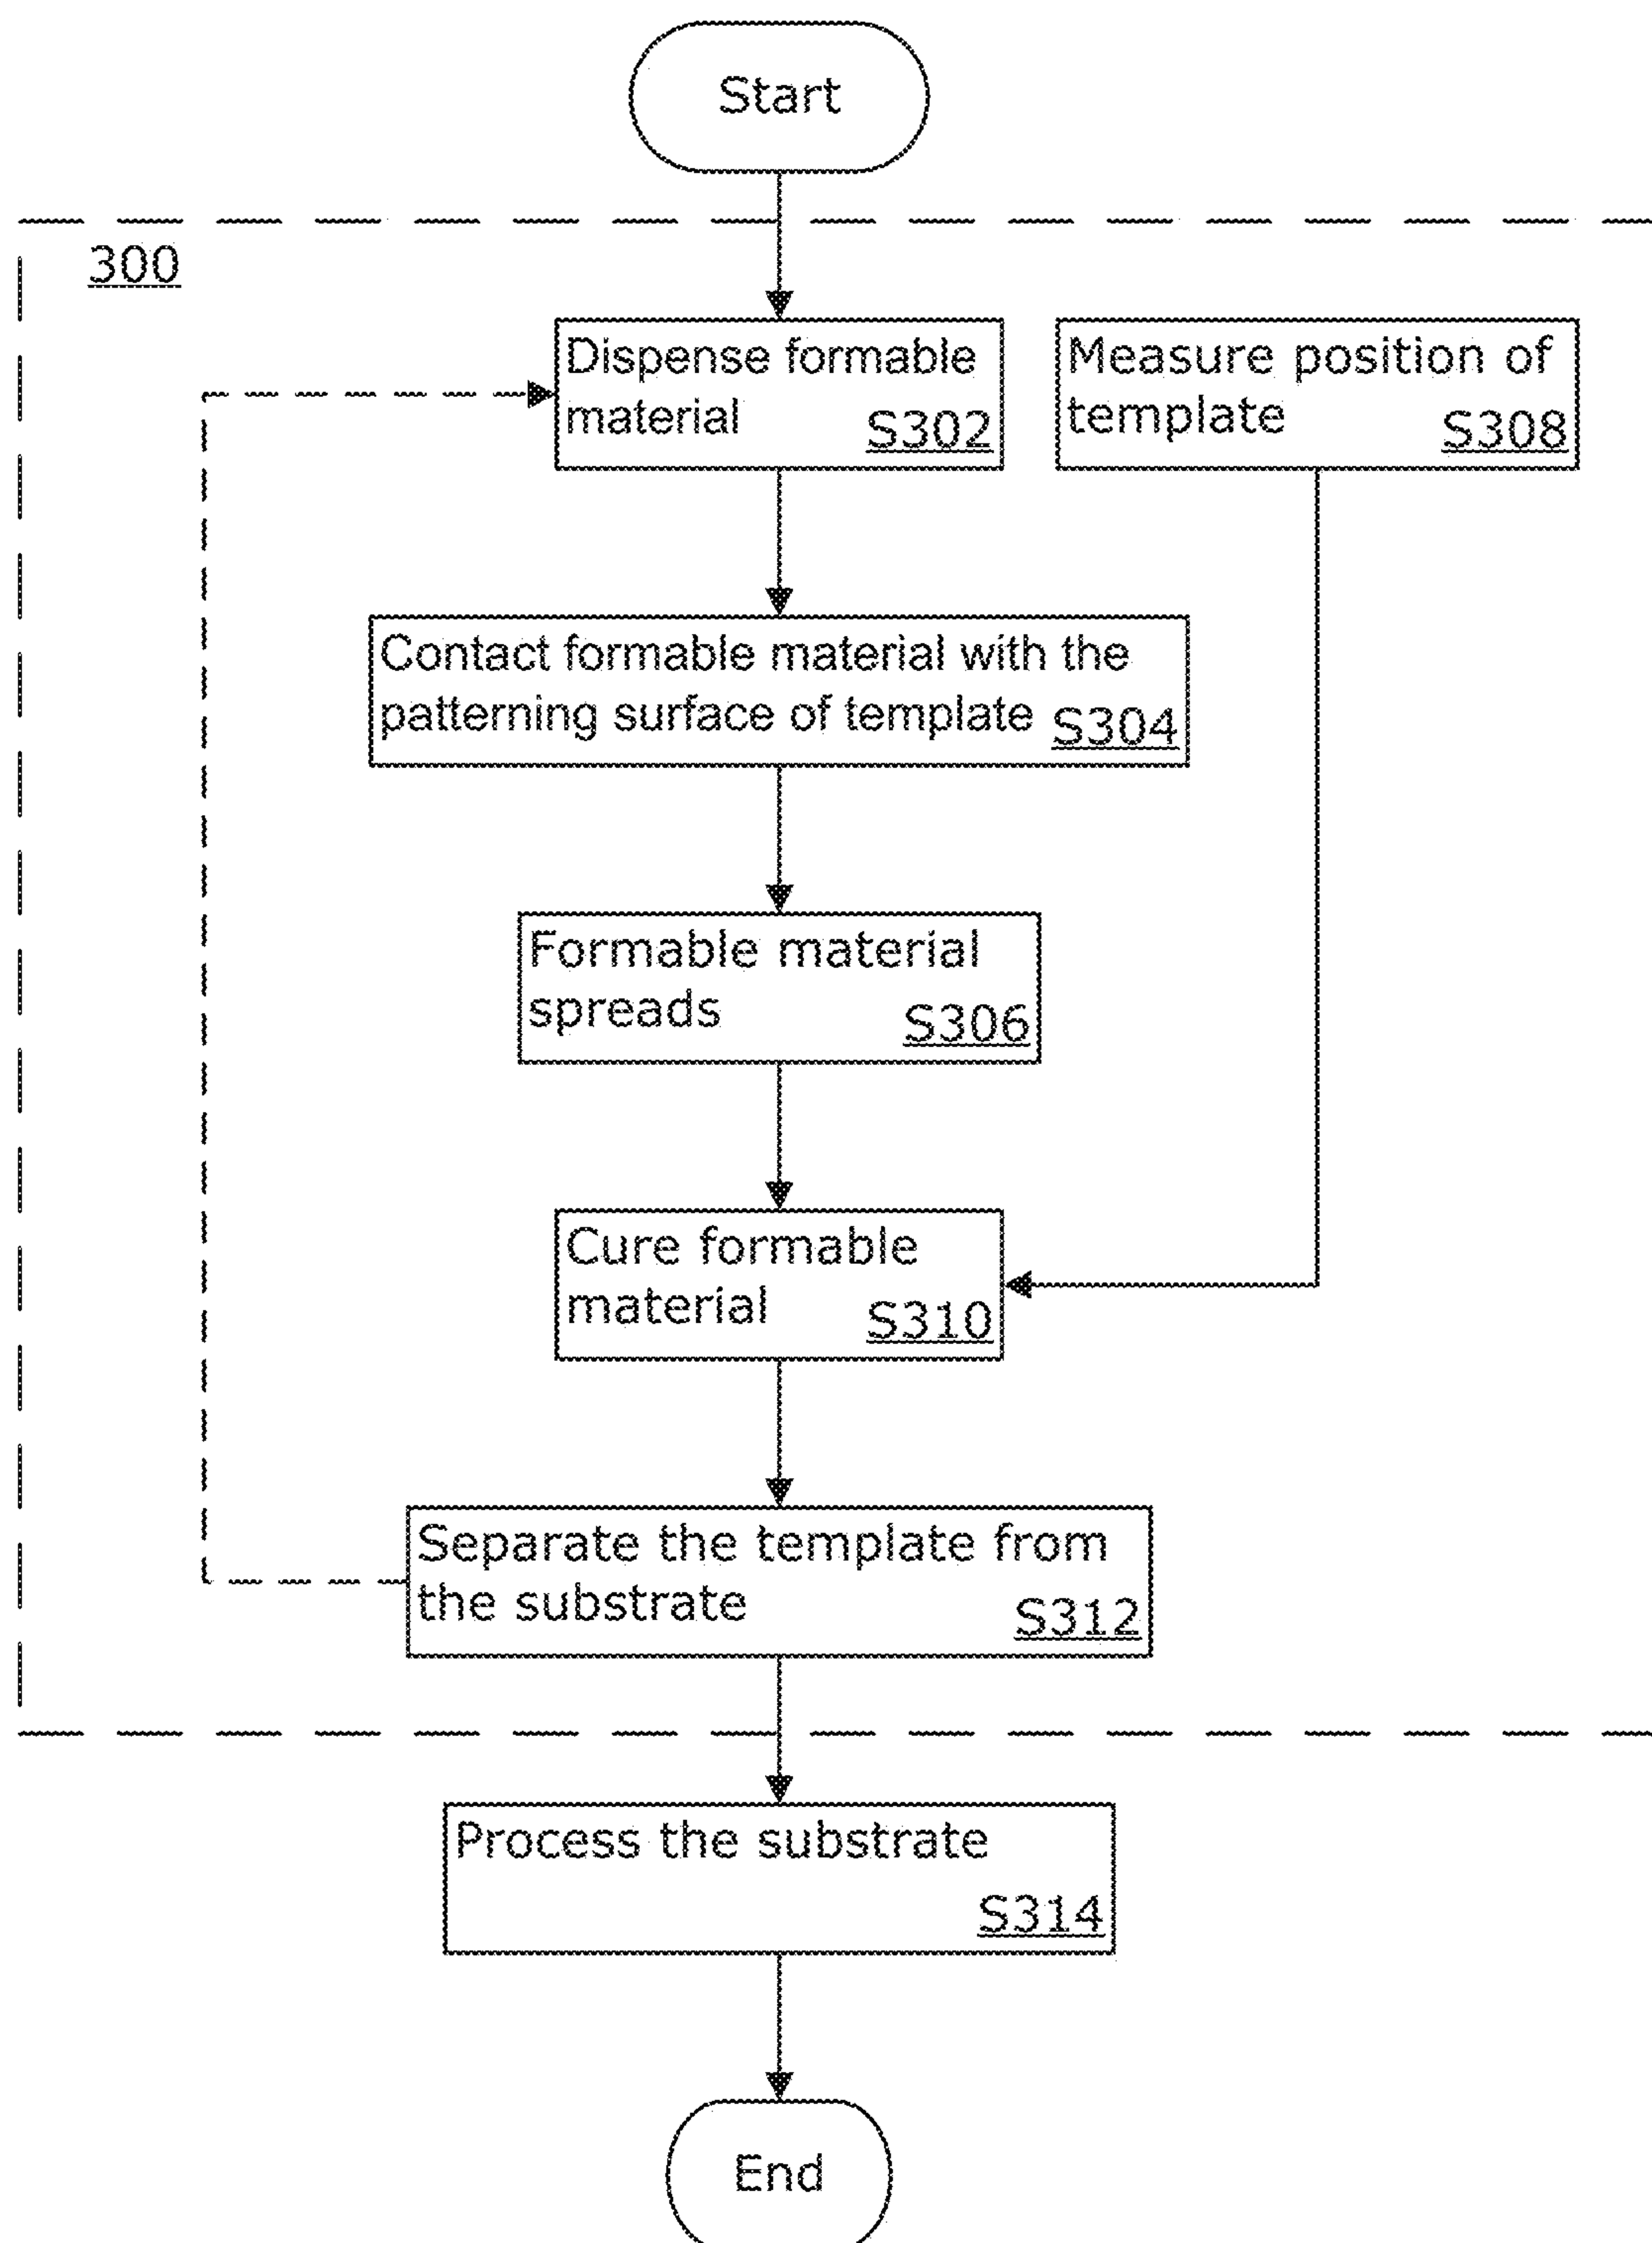 Start
300
Dispense formable
material S302
Measure position of
template S308
Contact formable material with the
patterning surface of template S304
Formable material
spreads S306
Cure formable
material S310
Separate the template from
the substrate S312
Process the substrate
S314
End